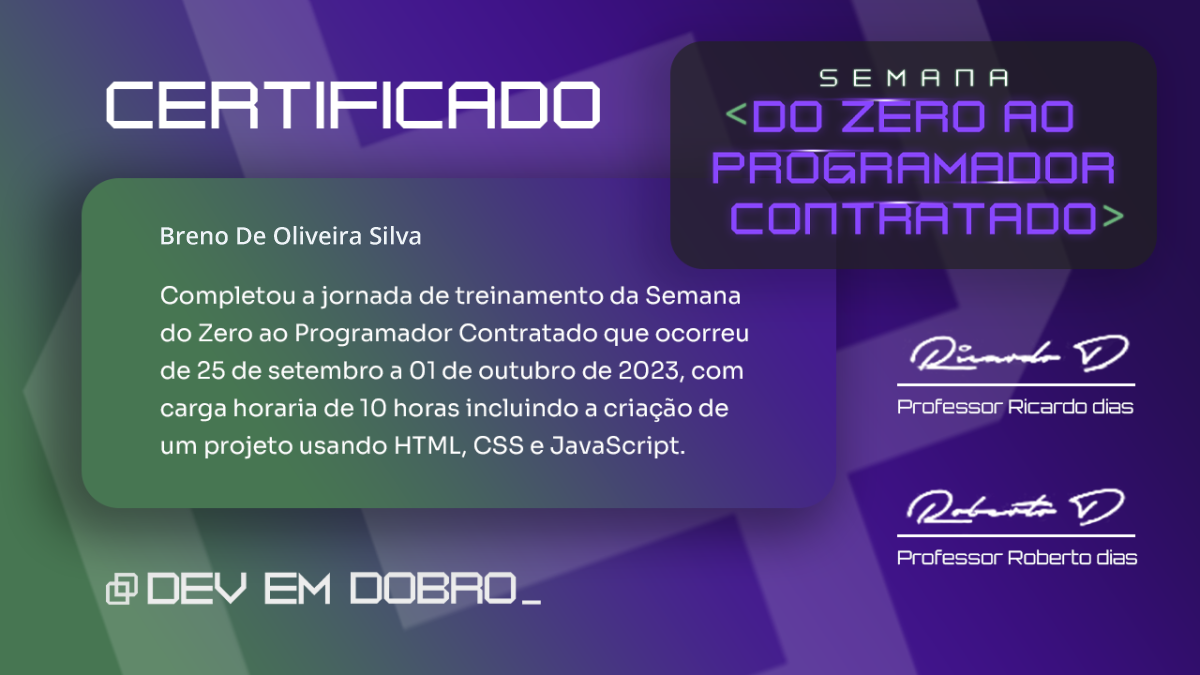 CERTIFICADO
SEMANA
<DO ZERO AO
PROGRAMADOR
CONTRATADO>
Breno De Oliveira Silva
Completou a jornada de treinamento da Semana
do Zero ao Programador Contratado que ocorreu
de 25 de setembro a 01 de outubro de 2023, com
carga horaria de 10 horas incluindo a criação de
um projeto usando HTML, CSS e JavaScript.
Ricardo D
Professor Ricardo dias
Roberto D
Professor Roberto dias
DEV EM DOBRO_